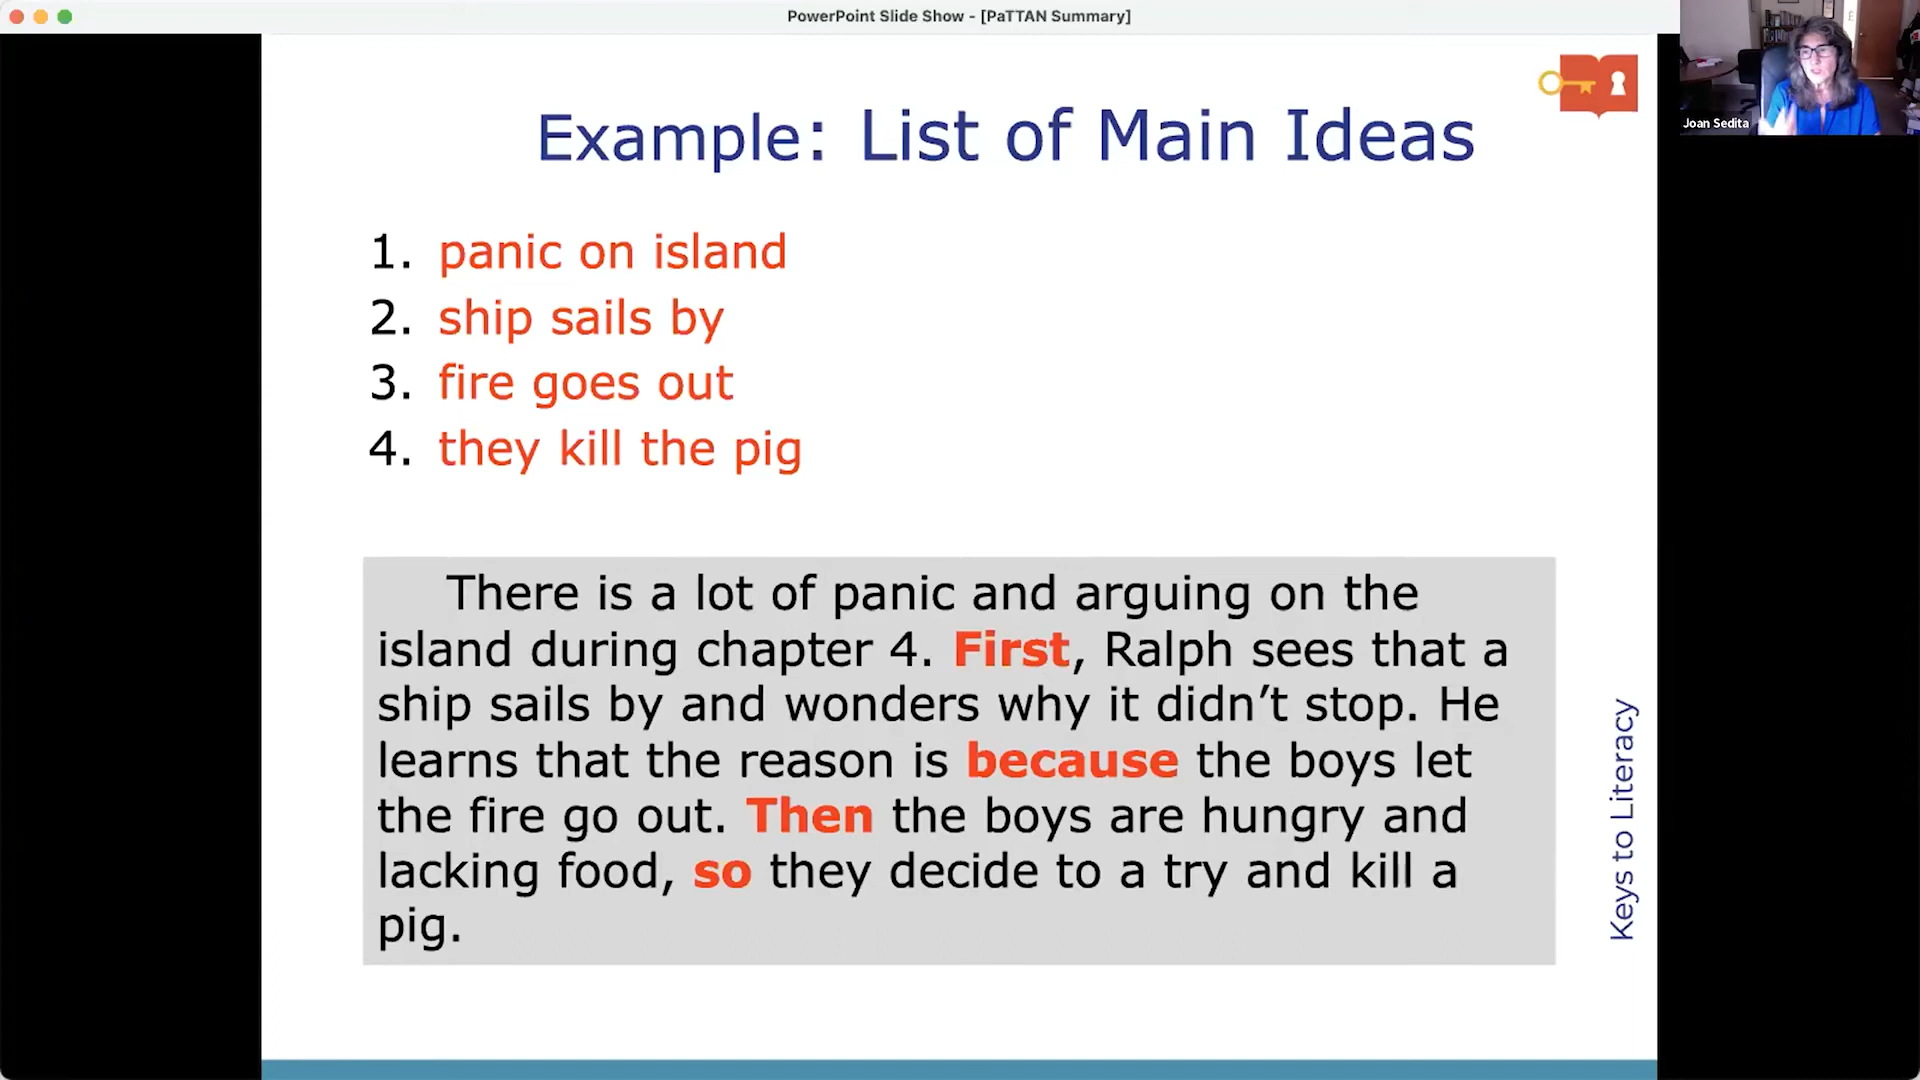 PowerPoint Slide Show - [PaTTAN Summary]
Joan Sedita
Example: List of Main Ideas
1. panic on island
2. ship sails by
3. fire goes out
4. they kill the pig
There is a lot of panic and arguing on the
island during chapter 4. First, Ralph sees that a
ship sails by and wonders why it didn’t stop. He
learns that the reason is because the boys let
the fire go out. Then the boys are hungry and
lacking food, so they decide to a try and kill a
pig.
Keys to Literacy